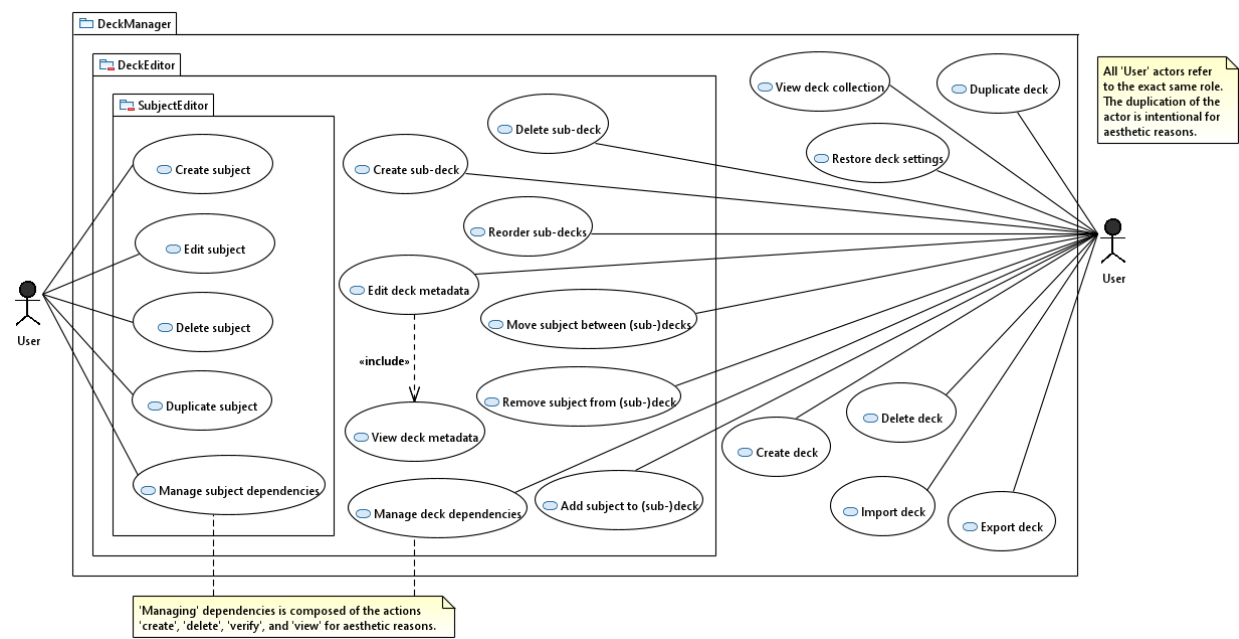 DeckManager
DeckEditor
SubjectEditor
Create subject
Edit subject
Delete subject
Duplicate subject
Manage subject dependencies
User
Delete sub-deck
Create sub-deck
Reorder sub-decks
Edit deck metadata
Move subject between (sub-)decks
«include»
Remove subject from (sub-)deck
View deck metadata
Manage deck dependencies
Add subject to (sub-)deck
View deck collection
Duplicate deck
Restore deck settings
Delete deck
Create deck
Import deck
Export deck
User
All 'User' actors refer
to the exact same role.
The duplication of the
actor is intentional for
aesthetic reasons.
'Managing' dependencies is composed of the actions
'create', 'delete', 'verify', and 'view' for aesthetic reasons.